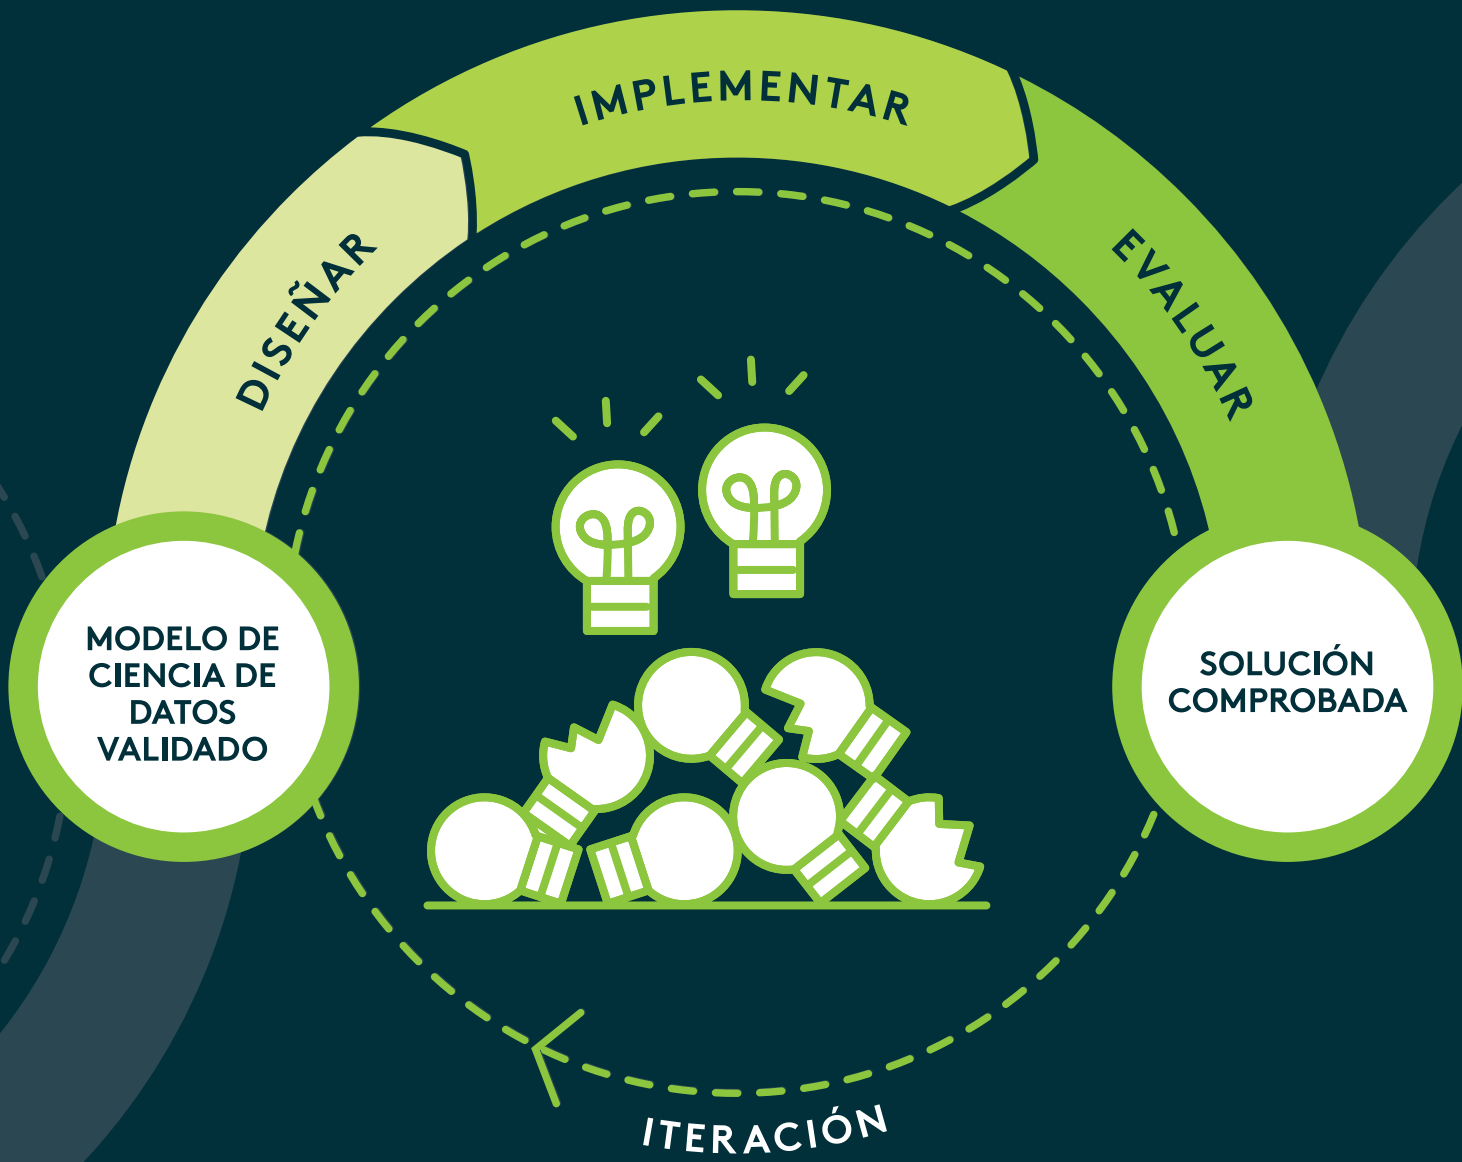 IMPLEMENTAR
DISEÑAR
EVALUAR
MODELO DE
CIENCIA DE
DATOS
VALIDADO
SOLUCIÓN
COMPROBADA
ITERACIÓN